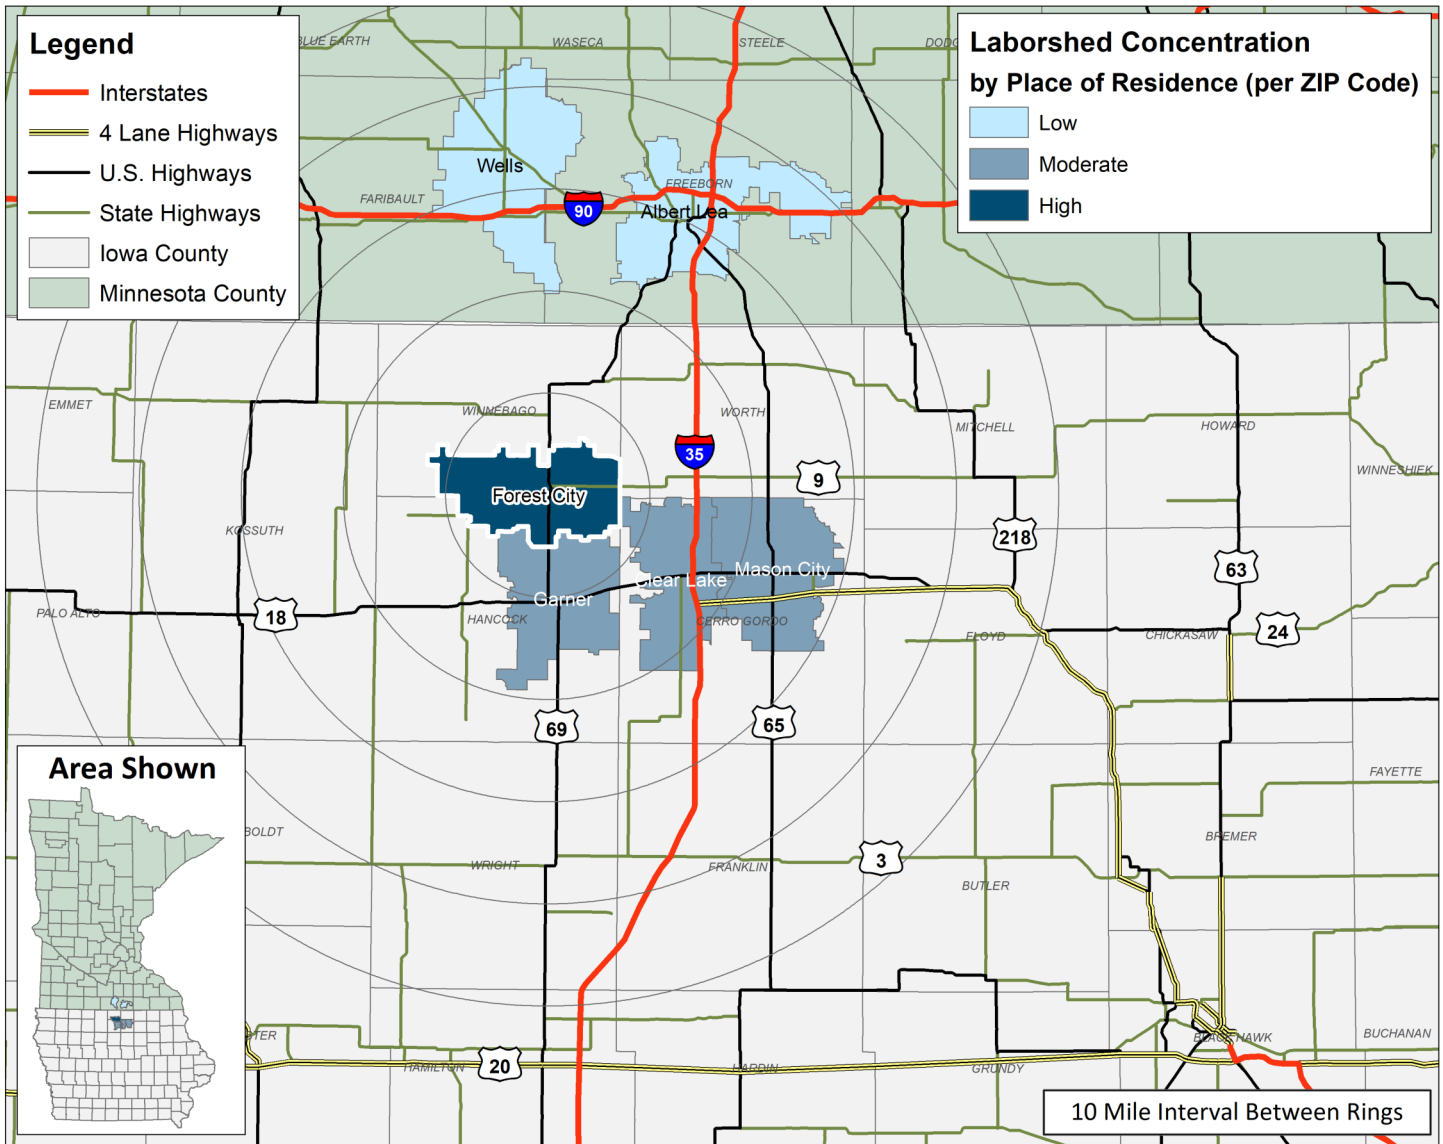 Legend
Interstates
4 Lane Highways
U.S. Highways
State Highways
Iowa County
Minnesota County
Laborshed Concentration
by Place of Residence (per ZIP Code)
Low
Moderate
High
BLUE EARTH
WASECA
STEELE
DODG
Wells
FARIBAULT
FREEBORN
90
Albert Lea
EMMET
WINNEBAGO
WORTH
MITCHELL
HOWARD
WINNESHIEK
35
9
Forest City
KOSSUTH
218
63
Clear Lake
Mason City
Garner
PALO ALTO
18
HANCOCK
CERRO GORDO
FLOYD
CHICKASAW
24
69
65
Area Shown
FAYETTE
BOLDT
BREMER
WRIGHT
FRANKLIN
3
BUTLER
TER
HAMILTON
20
HARDIN
GRUNDY
BLACK HAWK
BUCHANAN
10 Mile Interval Between Rings